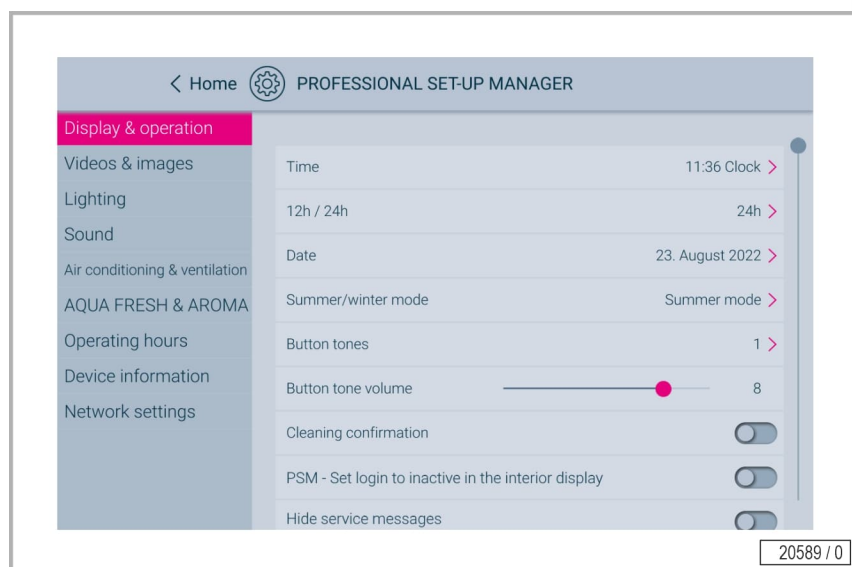 Home PROFESSIONAL SET-UP MANAGER
Display & operation
Videos & images
Lighting
Sound
Air conditioning & ventilation
AQUA FRESH & AROMA
Operating hours
Device information
Network settings
Time 11:36 Clock
12h / 24h 24h
Date 23. August 2022
Summer/winter mode Summer mode
Button tones 1
Button tone volume 8
Cleaning confirmation
PSM - Set login to inactive in the interior display
Hide service messages
20589 / 0